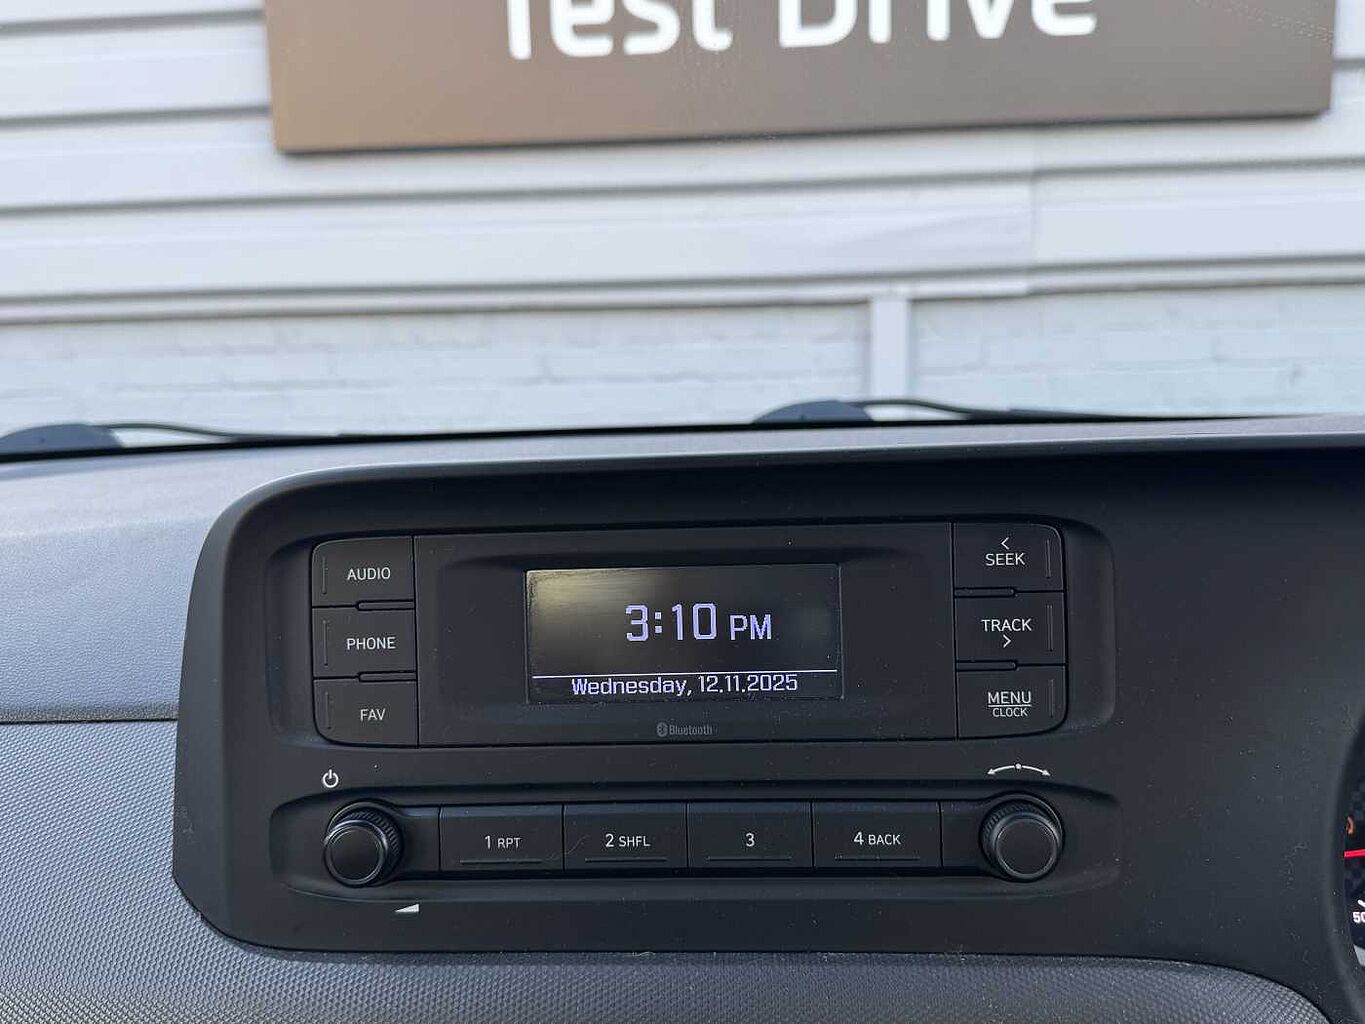 Test Drive
AUDIO
PHONE
FAV
3:10 PM
Wednesday, 12.11.2025
Bluetooth
SEEK
TRACK
MENU
CLOCK
1 RPT
2 SHFL
3
4 BACK
50